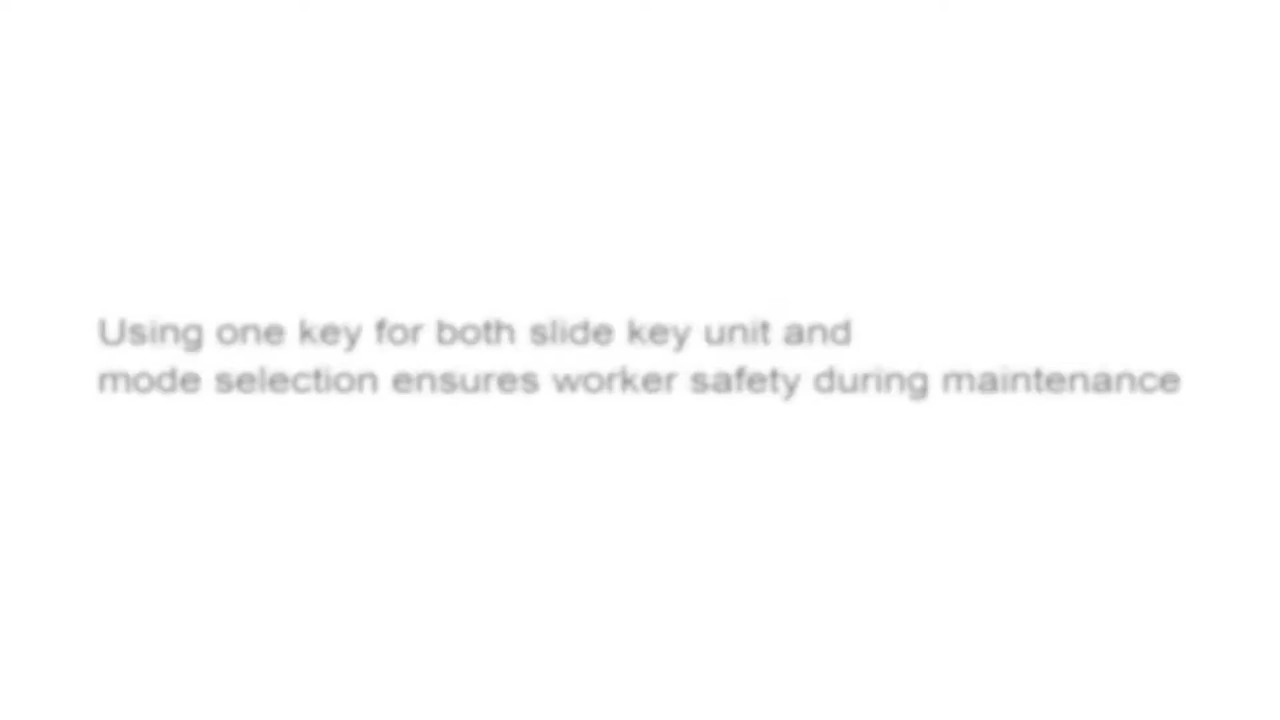 Using one key for both slide key unit and
mode selection ensures worker safety during maintenance